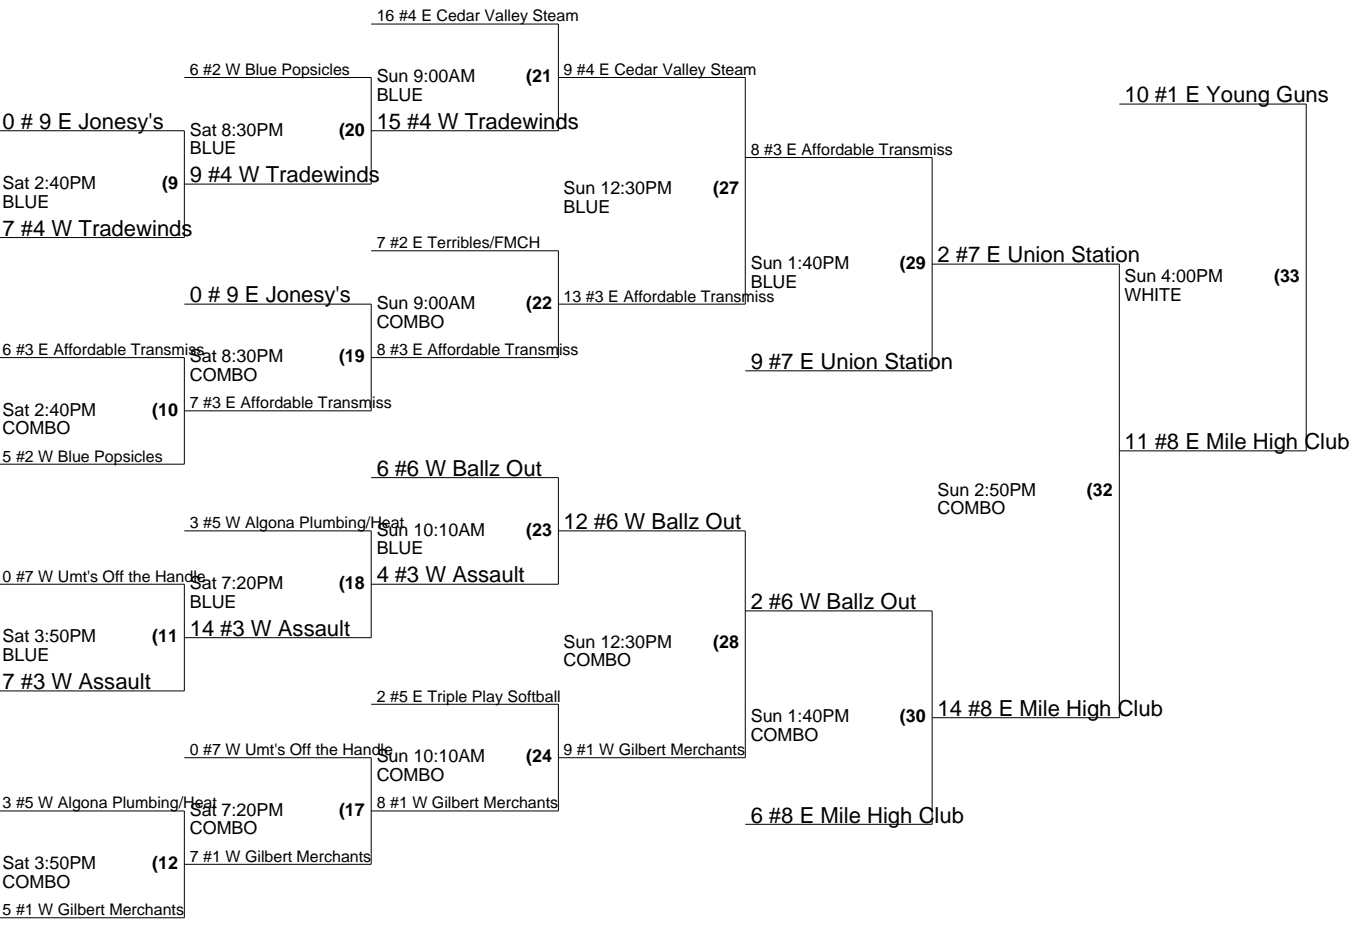 16 #4 E Cedar Valley Steam
6 #2 W Blue Popsicles
Sun 9:00AM (21
BLUE
9 #4 E Cedar Valley Steam
10 #1 E Young Guns
0 # 9 E Jonesy's
Sat 8:30PM (20
BLUE
15 #4 W Tradewinds
8 #3 E Affordable Transmiss
Sat 2:40PM (9
BLUE
9 #4 W Tradewinds
Sun 12:30PM (27
BLUE
7 #4 W Tradewinds
7 #2 E Terribles/FMCH
Sun 1:40PM (29
BLUE
2 #7 E Union Station
Sun 4:00PM (33
WHITE
0 # 9 E Jonesy's
Sun 9:00AM (22
COMBO
13 #3 E Affordable Transmiss
6 #3 E Affordable Transmiss
Sat 8:30PM (19
COMBO
8 #3 E Affordable Transmiss
9 #7 E Union Station
Sat 2:40PM (10
COMBO
7 #3 E Affordable Transmiss
11 #8 E Mile High Club
5 #2 W Blue Popsicles
6 #6 W Ballz Out
Sun 2:50PM (32
COMBO
3 #5 W Algona Plumbing/Heat
Sun 10:10AM (23
BLUE
12 #6 W Ballz Out
0 #7 W Umt's Off the Handle
Sat 7:20PM (18
BLUE
4 #3 W Assault
2 #6 W Ballz Out
Sat 3:50PM (11
BLUE
14 #3 W Assault
Sun 12:30PM (28
COMBO
7 #3 W Assault
2 #5 E Triple Play Softball
Sun 1:40PM (30
COMBO
14 #8 E Mile High Club
0 #7 W Umt's Off the Handle
Sun 10:10AM (24
COMBO
9 #1 W Gilbert Merchants
3 #5 W Algona Plumbing/Heat
Sat 7:20PM (17
COMBO
8 #1 W Gilbert Merchants
6 #8 E Mile High Club
Sat 3:50PM (12
COMBO
7 #1 W Gilbert Merchants
5 #1 W Gilbert Merchants